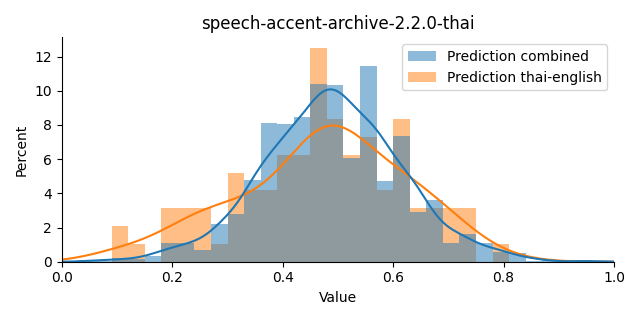 speech-accent-archive-2.2.0-thai
Prediction combined
Prediction thai-english
Percent
12
10
8
6
4
2
0
0.0 0.2 0.4 0.6 0.8 1.0
Value